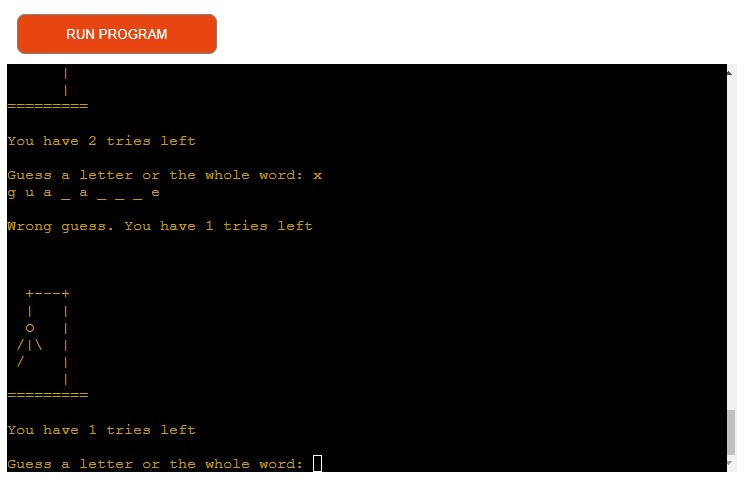 RUN PROGRAM
      |
      |
=========
You have 2 tries left
Guess a letter or the whole word: x
g u a _ a _ _ _ e
Wrong guess. You have 1 tries left
  +---+
  |   |
  O   |
 /|\  |
 /    |
      |
=========
You have 1 tries left
Guess a letter or the whole word: